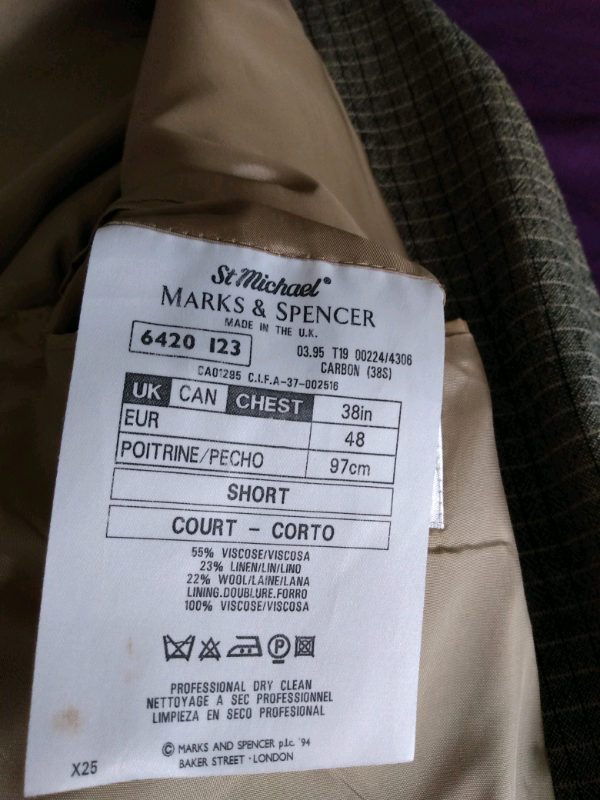 St Michael®
MARKS & SPENCER
MADE IN THE U.K.
6420 123
03.95 T19 00224/4306
CARBON (38S)
CA01295 C.I.F.A-37-002516
UK CAN CHEST 38in
EUR 48
POITRINE/PECHO 97cm
SHORT
COURT - CORTO
55% VISCOSE/VISCOSA
23% LINEN/LIN/LINO
22% WOOL/LAINE/LANA
LINING.DOUBLURE.FORRO
100% VISCOSE/VISCOSA
P
PROFESSIONAL DRY CLEAN
NETTOYAGE A SEC PROFESSIONNEL
LIMPIEZA EN SECO PROFESIONAL
© MARKS AND SPENCER p.l.c. '94
BAKER STREET · LONDON
X25